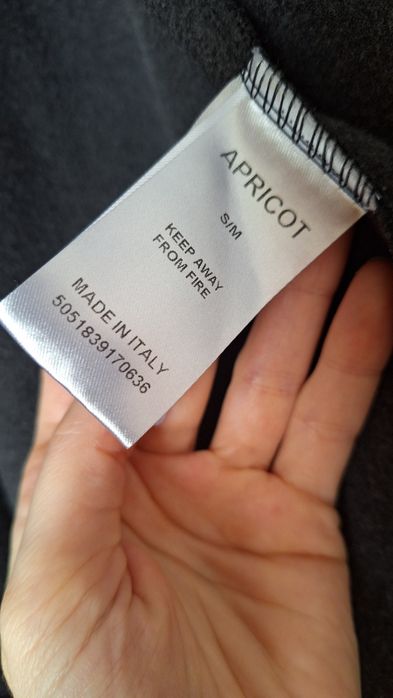 APRICOT
S/M
KEEP AWAY
FROM FIRE
MADE IN ITALY
5051839170636